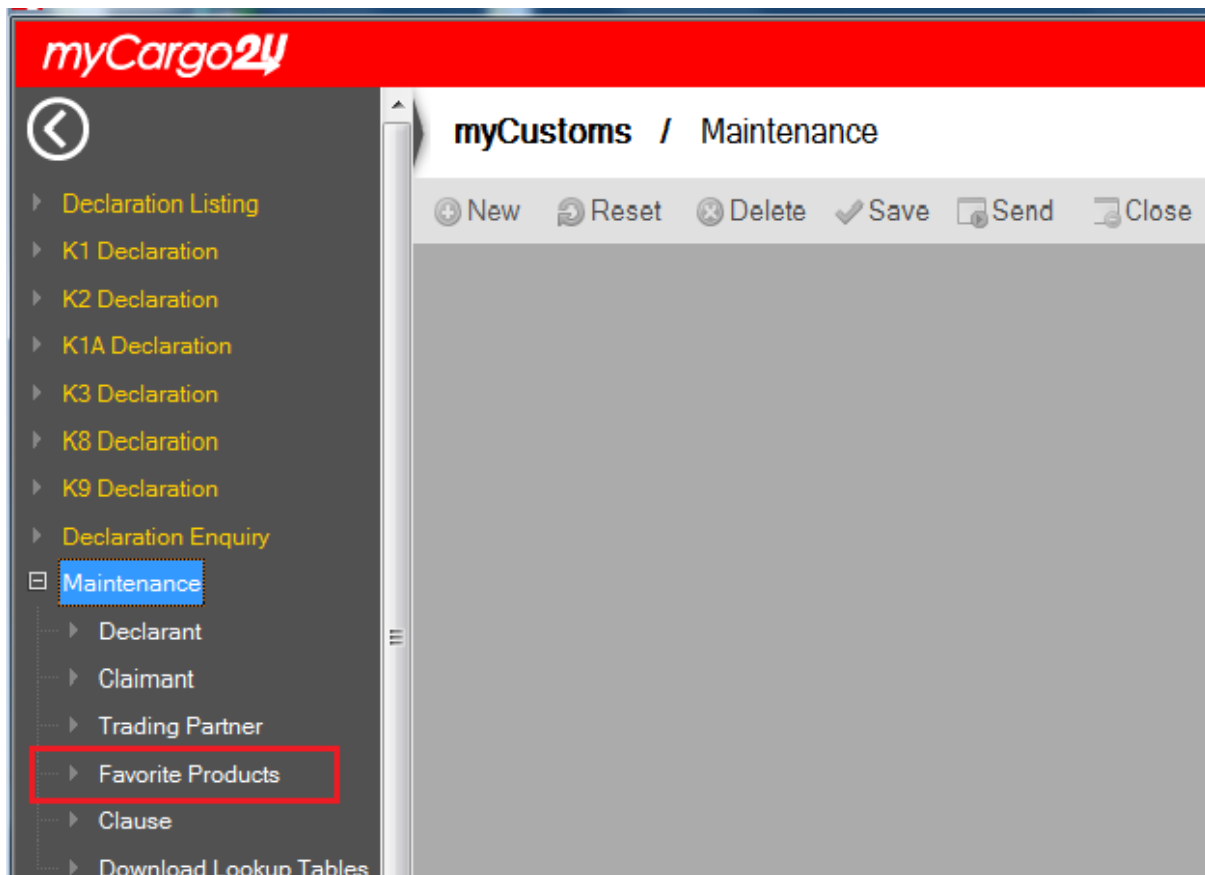 myCargo2U
myCustoms / Maintenance
New Reset Delete Save Send Close
Declaration Listing
K1 Declaration
K2 Declaration
K1A Declaration
K3 Declaration
K8 Declaration
K9 Declaration
Declaration Enquiry
Maintenance
Declarant
Claimant
Trading Partner
Favorite Products
Clause
Download Lookup Tables